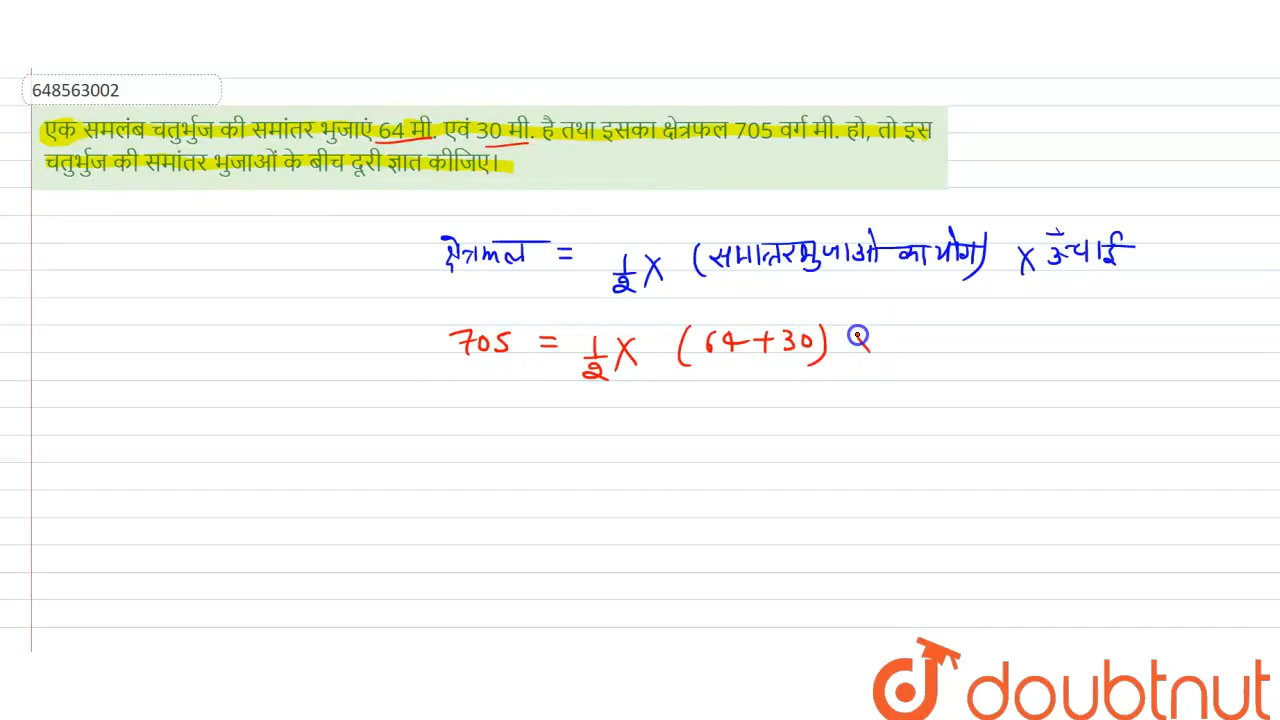 648563002
एक समलंब चतुर्भुज की समांतर भुजाएं 64 मी. एवं 30 मी. है तथा इसका क्षेत्रफल 705 वर्ग मी. हो, तो इस
चतुर्भुज की समांतर भुजाओं के बीच दूरी ज्ञात कीजिए।
क्षेत्रफल = 1/2 × (समान्तर भुजाओ का योग) × ऊंचाई
705 = 1/2 × (64+30)
doubtnut